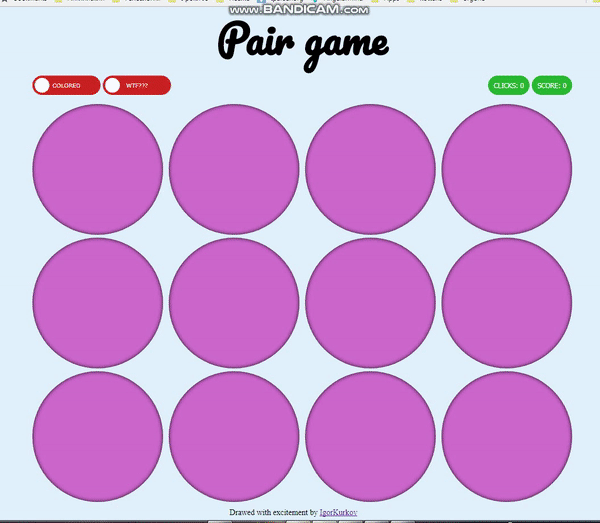 www.BANDICAM.com
Pair game
COLORED WTF??? CLICKS: 0 SCORE: 0
Drawed with excitement by IgorKurkov